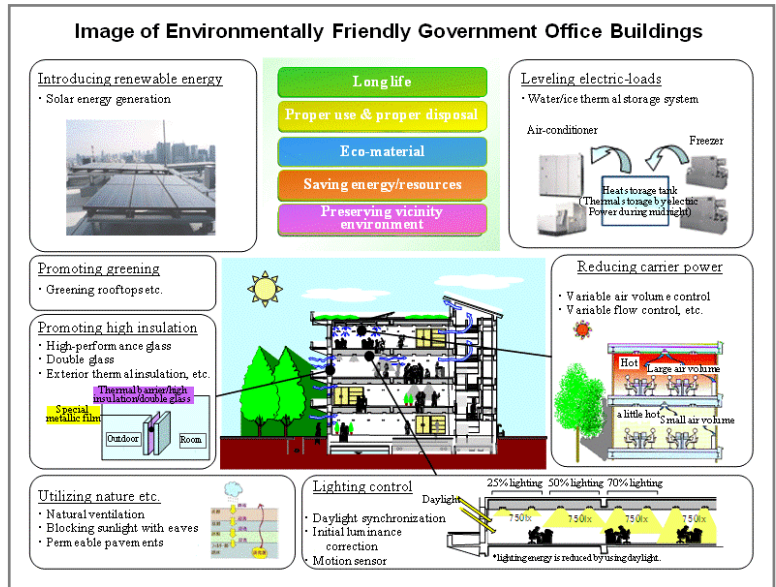 Image of Environmentally Friendly Government Office Buildings
Introducing renewable energy
・Solar energy generation
Long life
Proper use & proper disposal
Eco-material
Saving energy/resources
Preserving vicinity
environment
Leveling electric-loads
・Water/ice thermal storage system
Air-conditioner
Freezer
Heat storage tank
(Thermal storage by electric
Power during midnight)
Promoting greening
・Greening rooftops etc.
Promoting high insulation
・High-performance glass
・Double glass
・Exterior thermal insulation, etc.
Thermal barrier/high
insulation/double glass
Special
metallic film
Outdoor
Room
Reducing carrier power
・Variable air volume control
・Variable flow control, etc.
Hot
Large air volume
a little hot
Small air volume
Utilizing nature etc.
・Natural ventilation
・Blocking sunlight with eaves
・Permeable pavements
Lighting control
・Daylight synchronization
・Initial luminance
correction
・Motion sensor
Daylight
25% lighting 50% lighting 70% lighting
750lx 750lx 750lx 750lx
*lighting energy is reduced by using daylight.